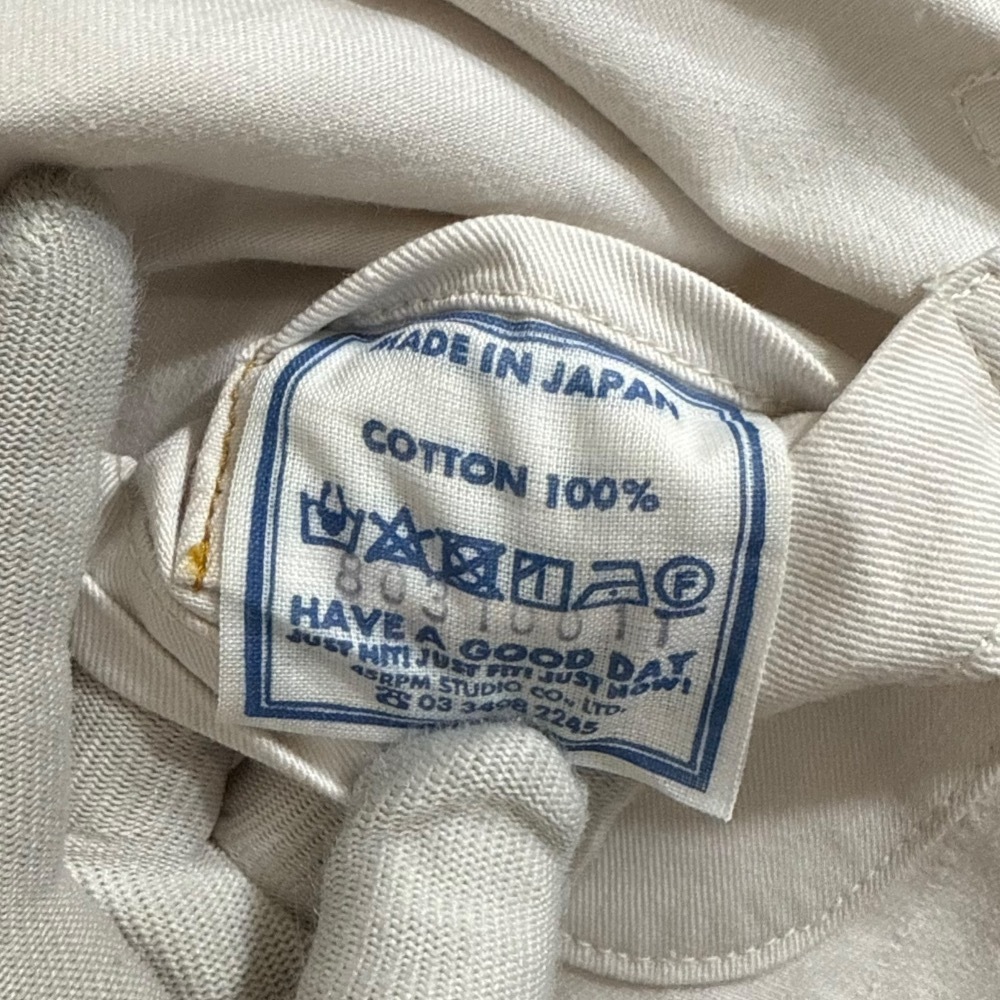 MADE IN JAPAN
COTTON 100%
F
HAVE A GOOD DAY
JUST HIT! JUST FIT! JUST NOW!
45RPM STUDIO CO., LTD.
☎ 03 3498 2245